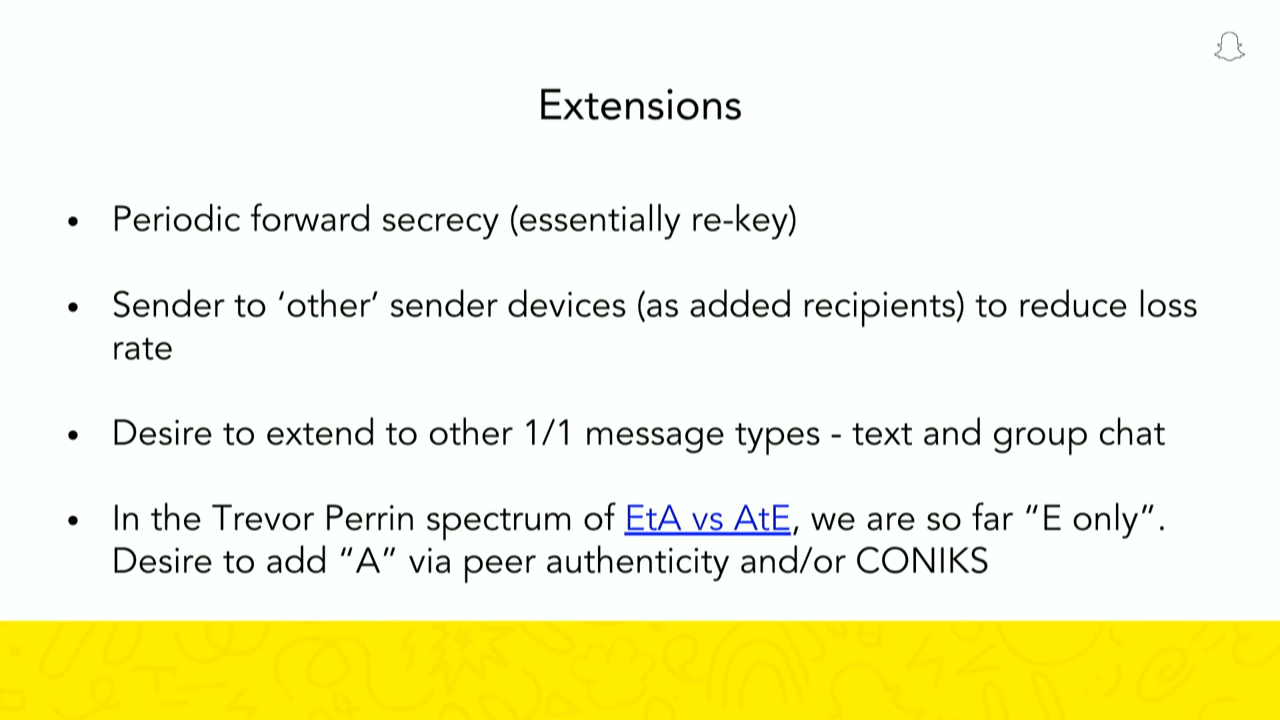 Extensions
• Periodic forward secrecy (essentially re-key)
• Sender to ‘other’ sender devices (as added recipients) to reduce loss
rate
• Desire to extend to other 1/1 message types - text and group chat
• In the Trevor Perrin spectrum of EtA vs AtE, we are so far “E only”.
Desire to add “A” via peer authenticity and/or CONIKS